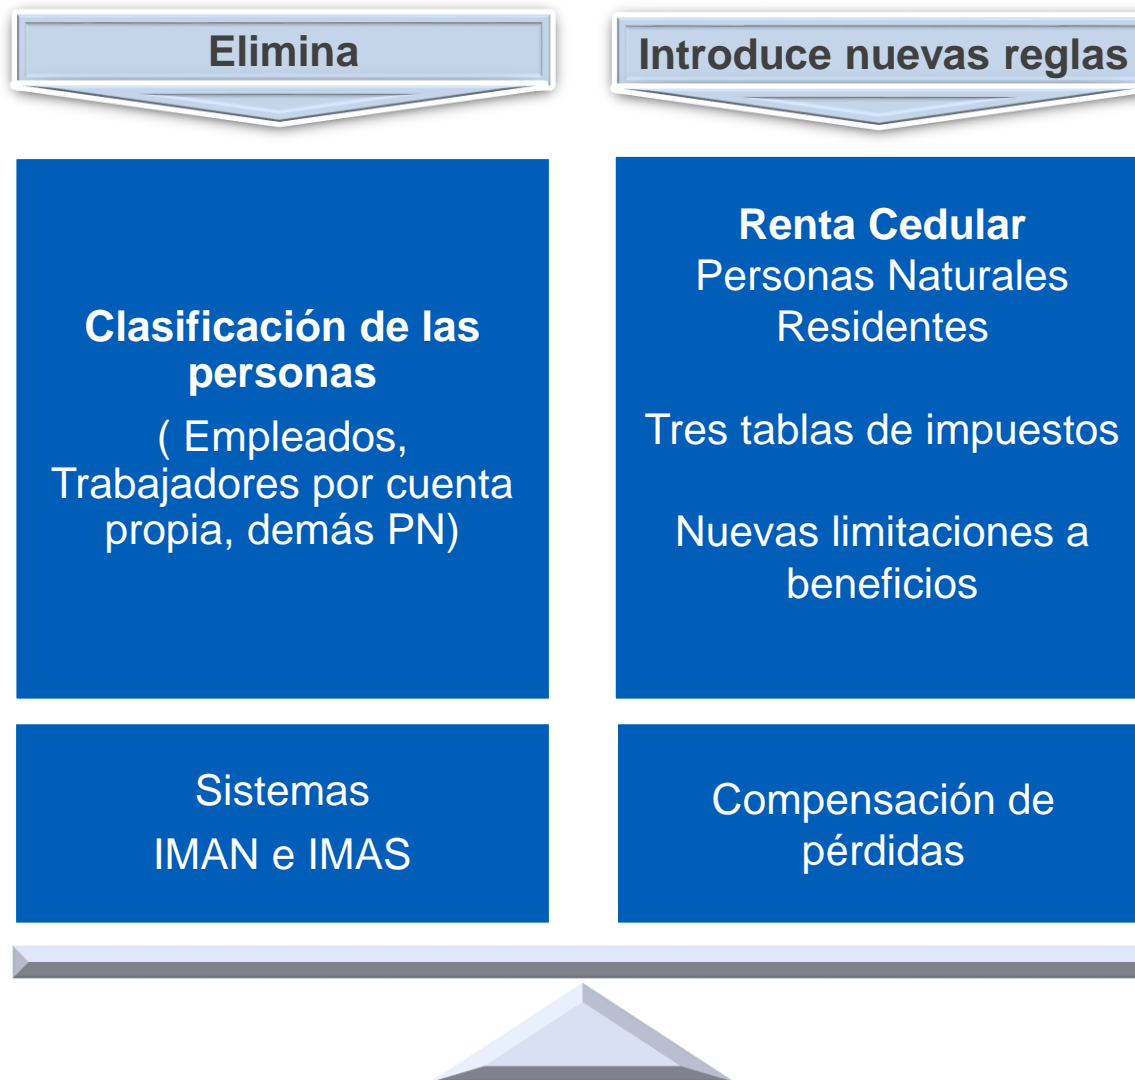 Elimina
Clasificación de las
personas
( Empleados,
Trabajadores por cuenta
propia, demás PN)
Sistemas
IMAN e IMAS
Introduce nuevas reglas
Renta Cedular
Personas Naturales
Residentes
Tres tablas de impuestos
Nuevas limitaciones a
beneficios
Compensación de
pérdidas